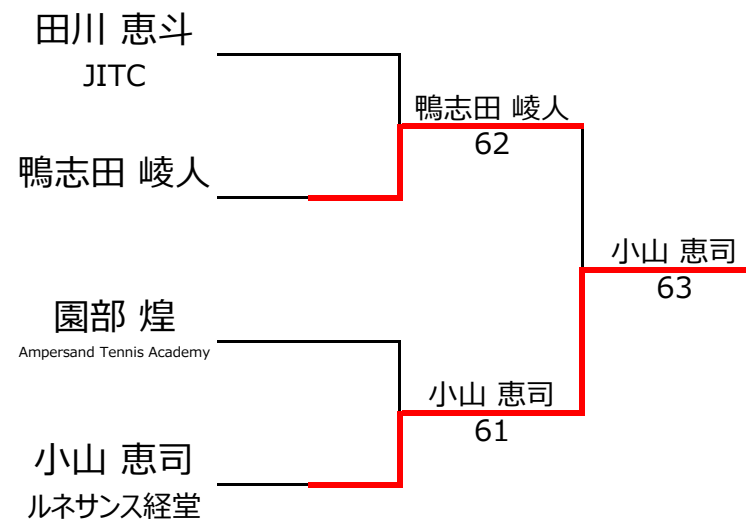 田川 恵斗
JITC
鴨志田 崚人
62
鴨志田 崚人
小山 恵司
63
園部 煌
Ampersand Tennis Academy
小山 恵司
61
小山 恵司
ルネサンス経堂